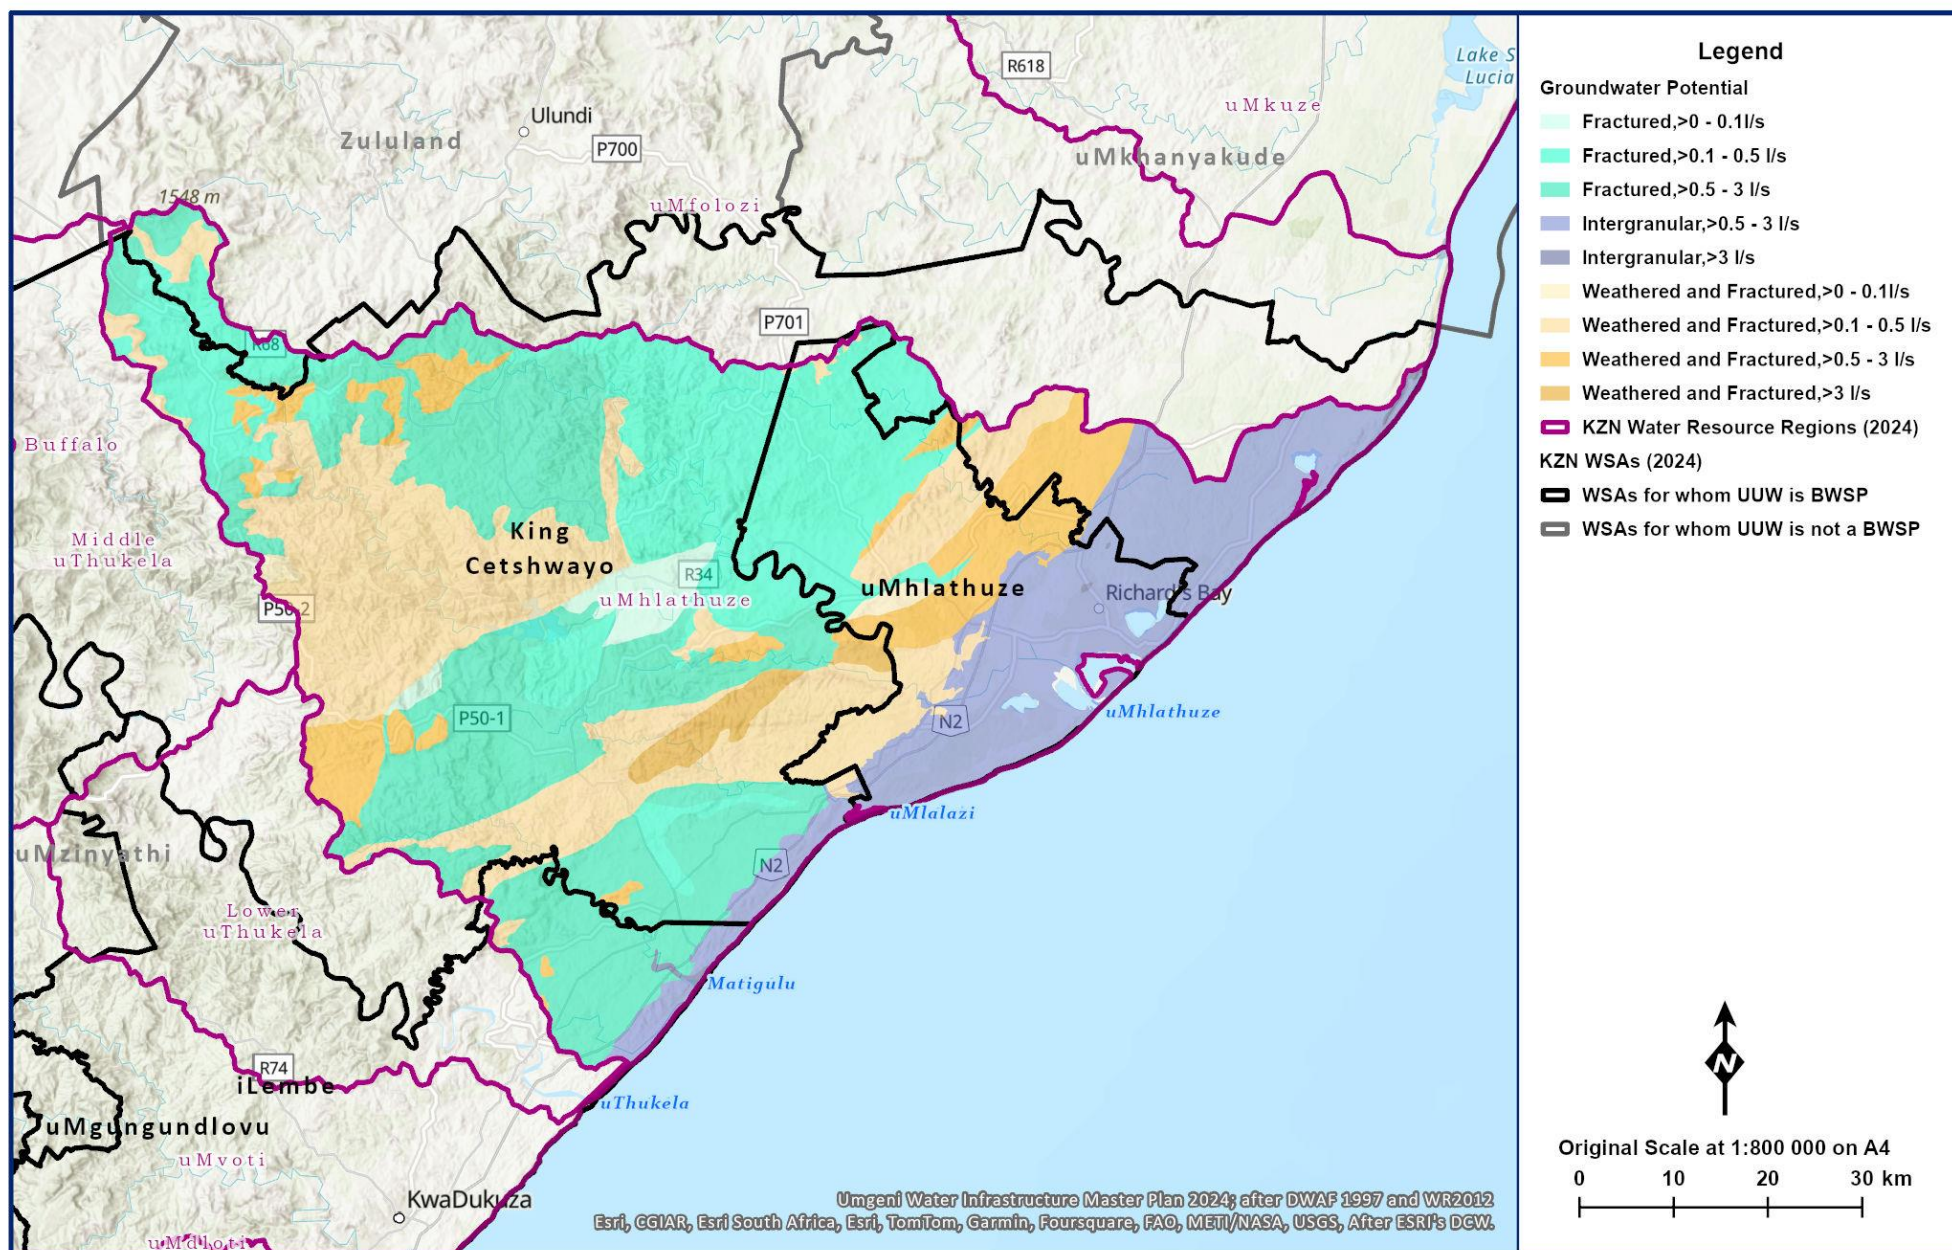 Lake S
Lucia
R618
uMkuze
Ulundi
Zululand
P700
uMkhanyakude
1548 m
uMfolozi
P701
R68
Buffalo
King
Cetshwayo
Middle
uThukela
R34
uMhlathuze
uMhlathuze
Richard's Bay
P50-2
P50-1
N2
uMhlathuze
uMlalazi
uMzinyathi
N2
Lower
uThukela
Matigulu
R74
iLembe
uThukela
uMgungundlovu
uMvoti
KwaDukuza
uMdloti
Umgeni Water Infrastructure Master Plan 2024; after DWAF 1997 and WR2012
Esri, CGIAR, Esri South Africa, Esri, TomTom, Garmin, Foursquare, FAO, METI/NASA, USGS, After ESRI's DCW.
Legend
Groundwater Potential
Fractured,>0 - 0.1l/s
Fractured,>0.1 - 0.5 l/s
Fractured,>0.5 - 3 l/s
Intergranular,>0.5 - 3 l/s
Intergranular,>3 l/s
Weathered and Fractured,>0 - 0.1l/s
Weathered and Fractured,>0.1 - 0.5 l/s
Weathered and Fractured,>0.5 - 3 l/s
Weathered and Fractured,>3 l/s
KZN Water Resource Regions (2024)
KZN WSAs (2024)
WSAs for whom UUW is BWSP
WSAs for whom UUW is not a BWSP
N
Original Scale at 1:800 000 on A4
0 10 20 30 km